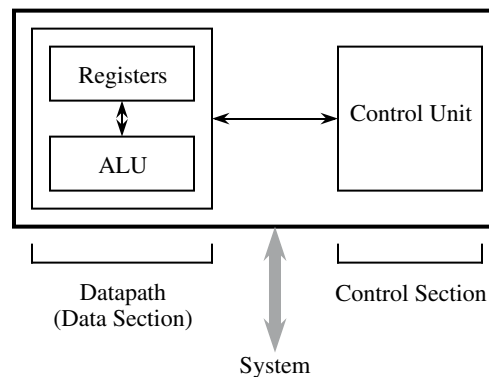 Registers
ALU
Control Unit
Datapath
(Data Section)
Control Section
System